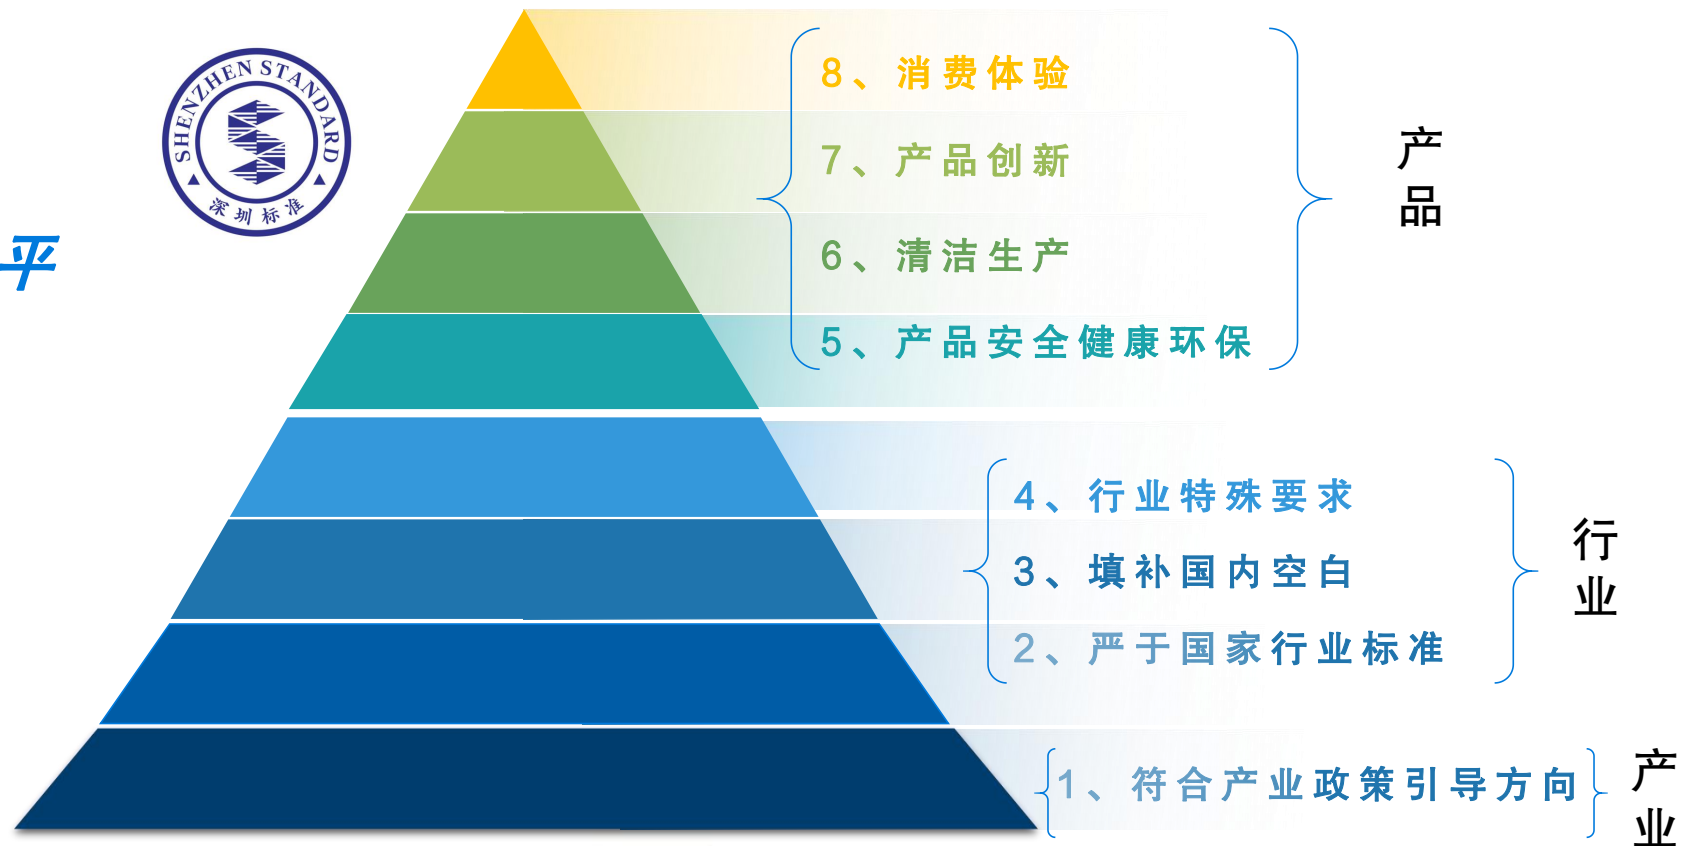 SHENZHEN STANDARD
深圳标准
平
8、消费体验
7、产品创新
6、清洁生产
5、产品安全健康环保
产品
4、行业特殊要求
3、填补国内空白
2、严于国家行业标准
行业
1、符合产业政策引导方向
产业